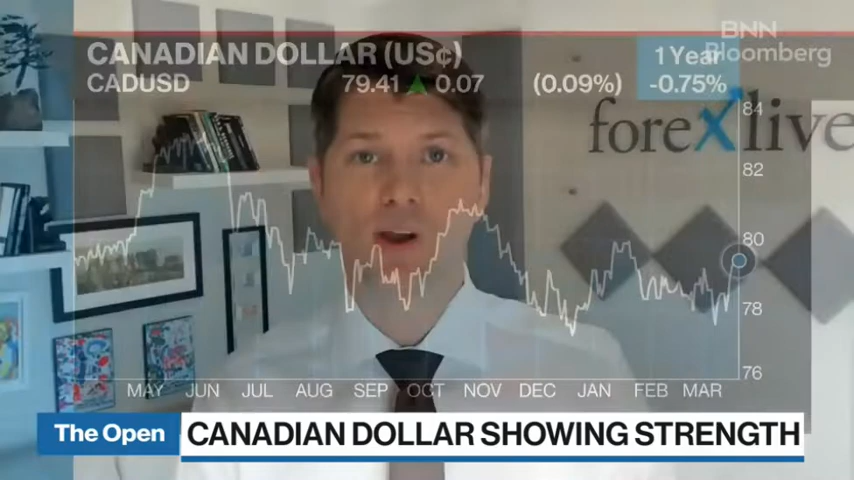 BNN
Bloomberg
CANADIAN DOLLAR (US¢)
1 Year
CADUSD
79.41 ▲ 0.07
(0.09%)
-0.75%
forexlive
84
82
80
78
76
MAY JUN JUL AUG SEP OCT NOV DEC JAN FEB MAR
The Open
CANADIAN DOLLAR SHOWING STRENGTH